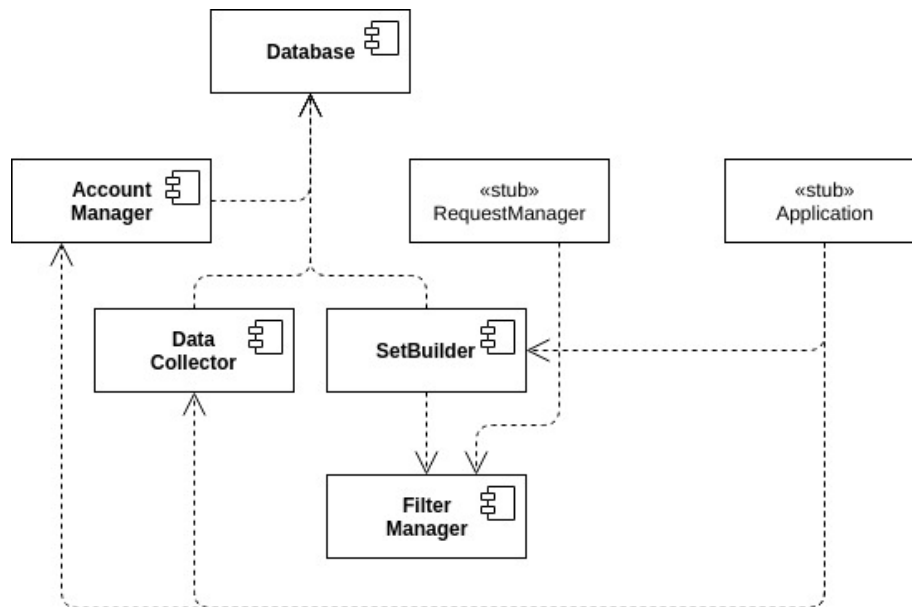 Database
Account
Manager
«stub»
RequestManager
«stub»
Application
Data
Collector
SetBuilder
Filter
Manager